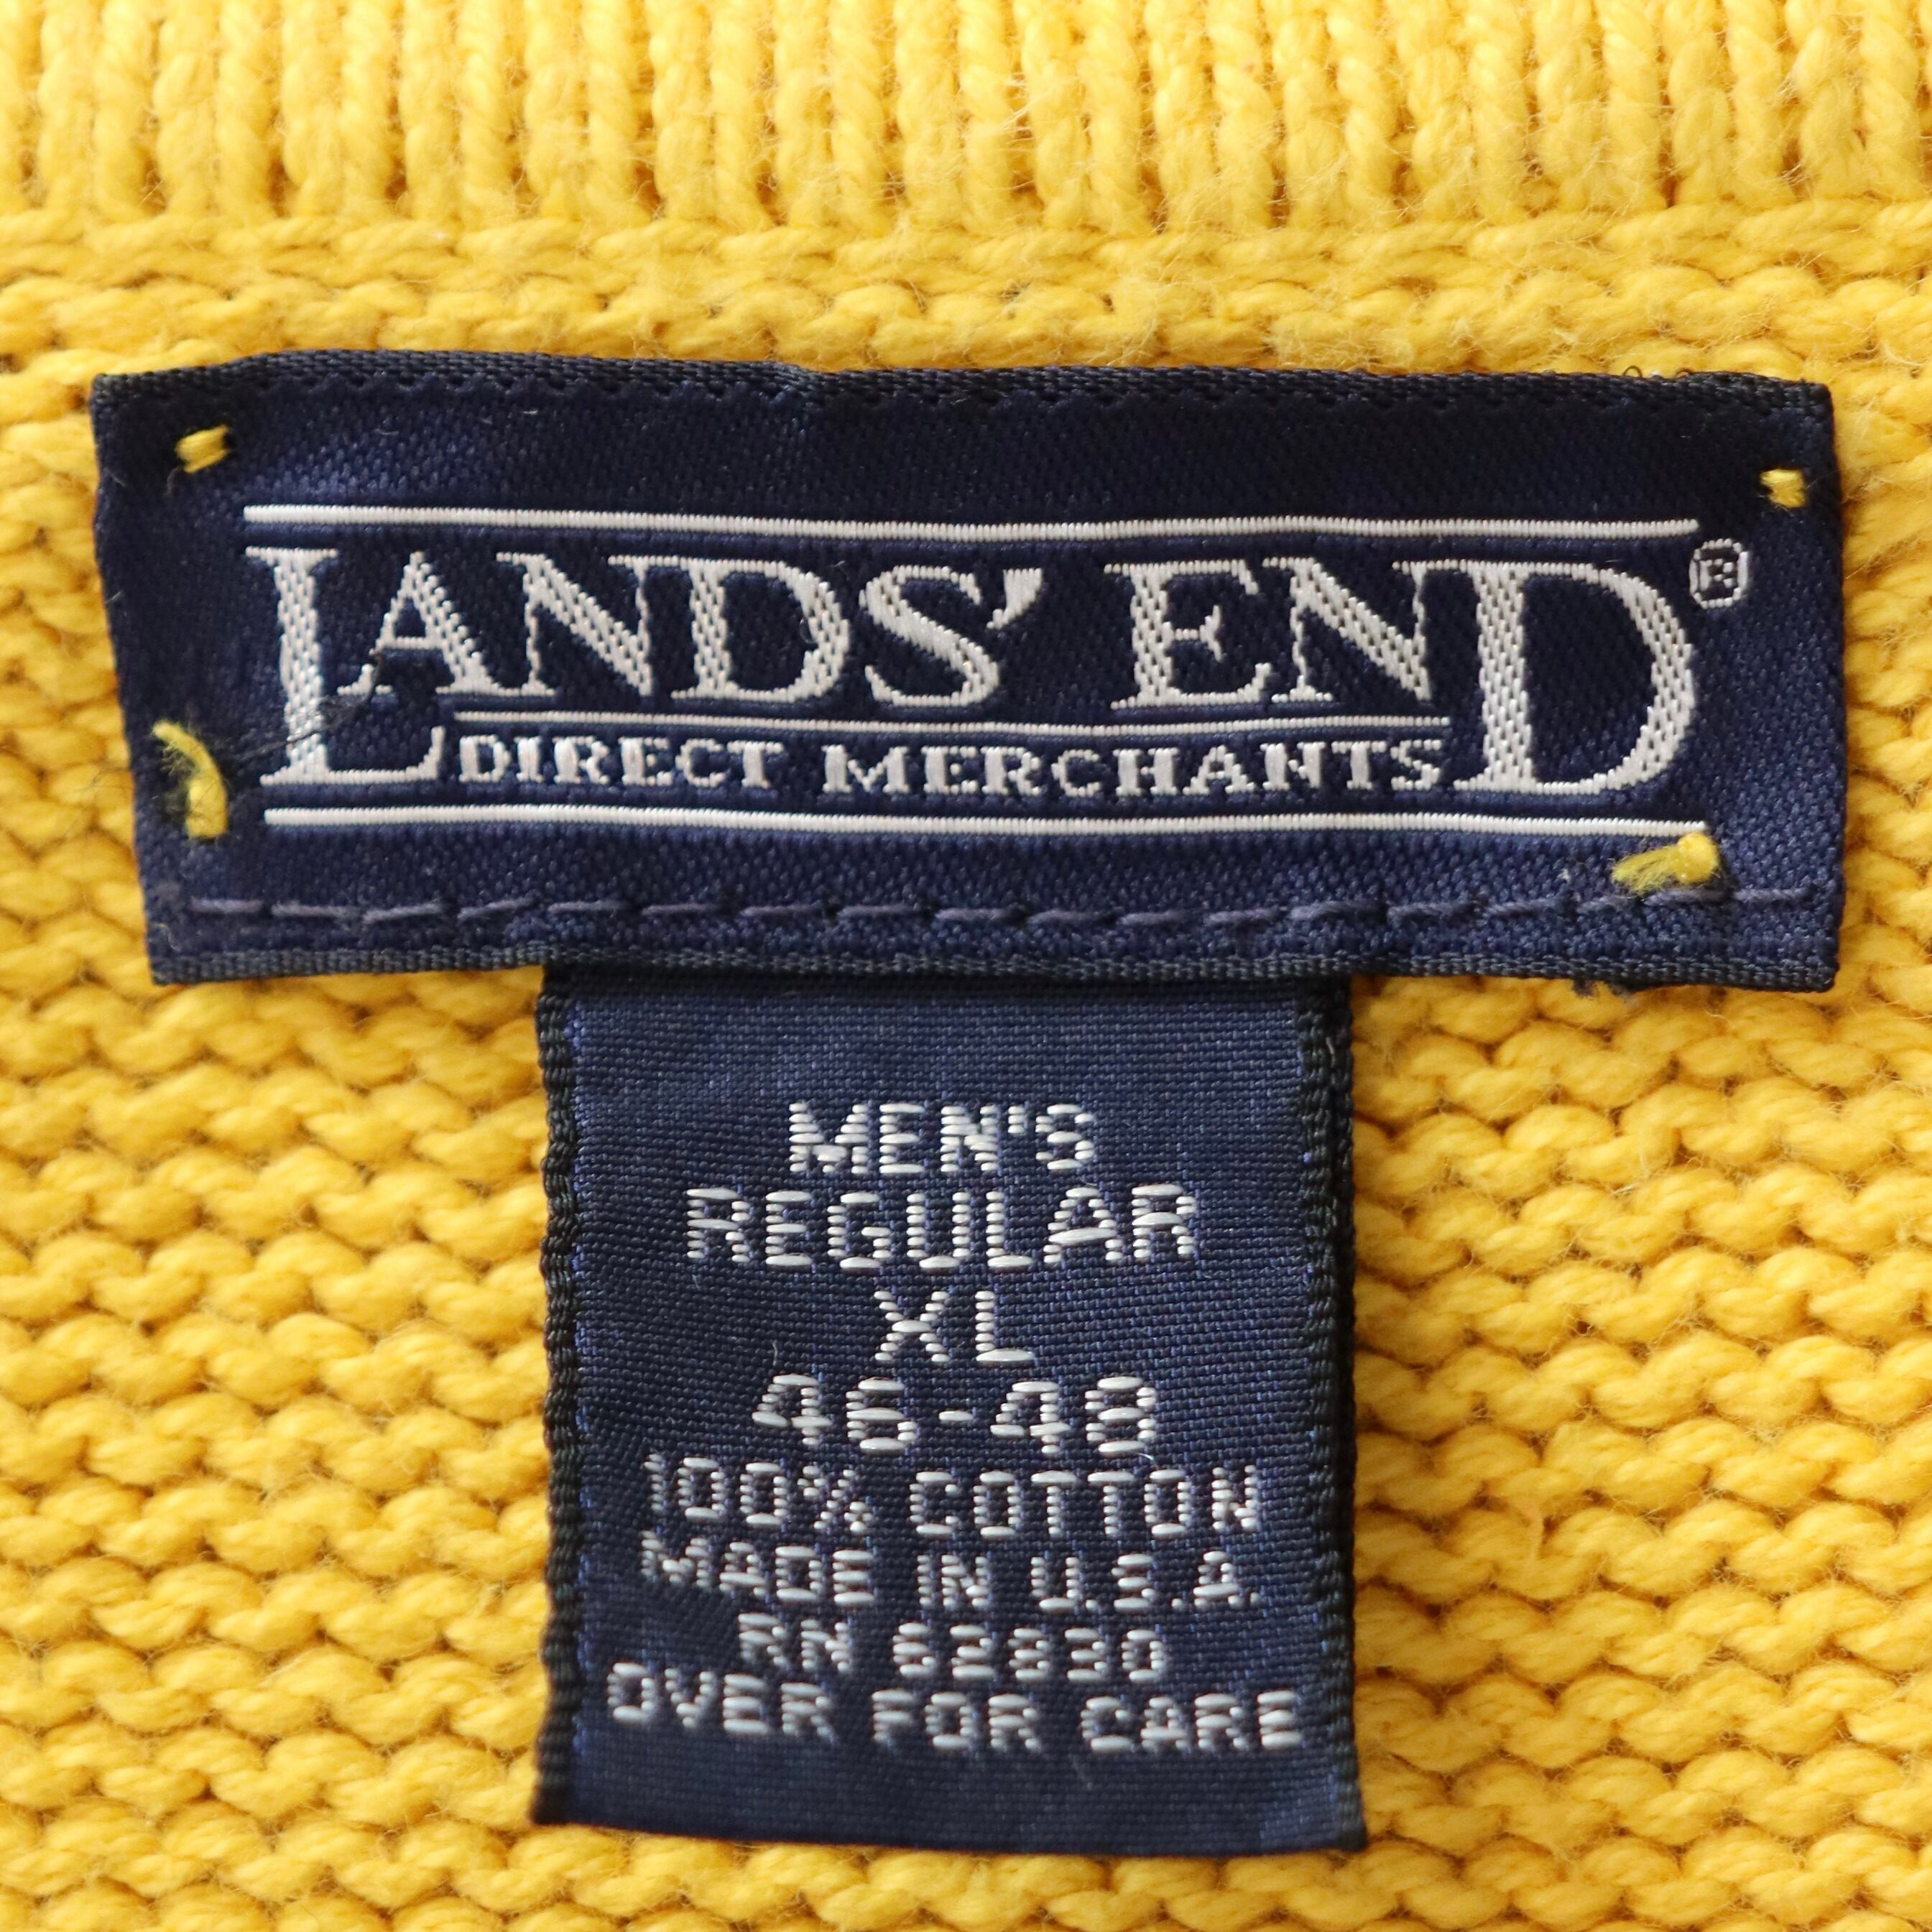 LANDS' END®
DIRECT MERCHANTS
MEN'S
REGULAR
XL
46-48
100% COTTON
MADE IN U.S.A.
RN 62830
OVER FOR CARE